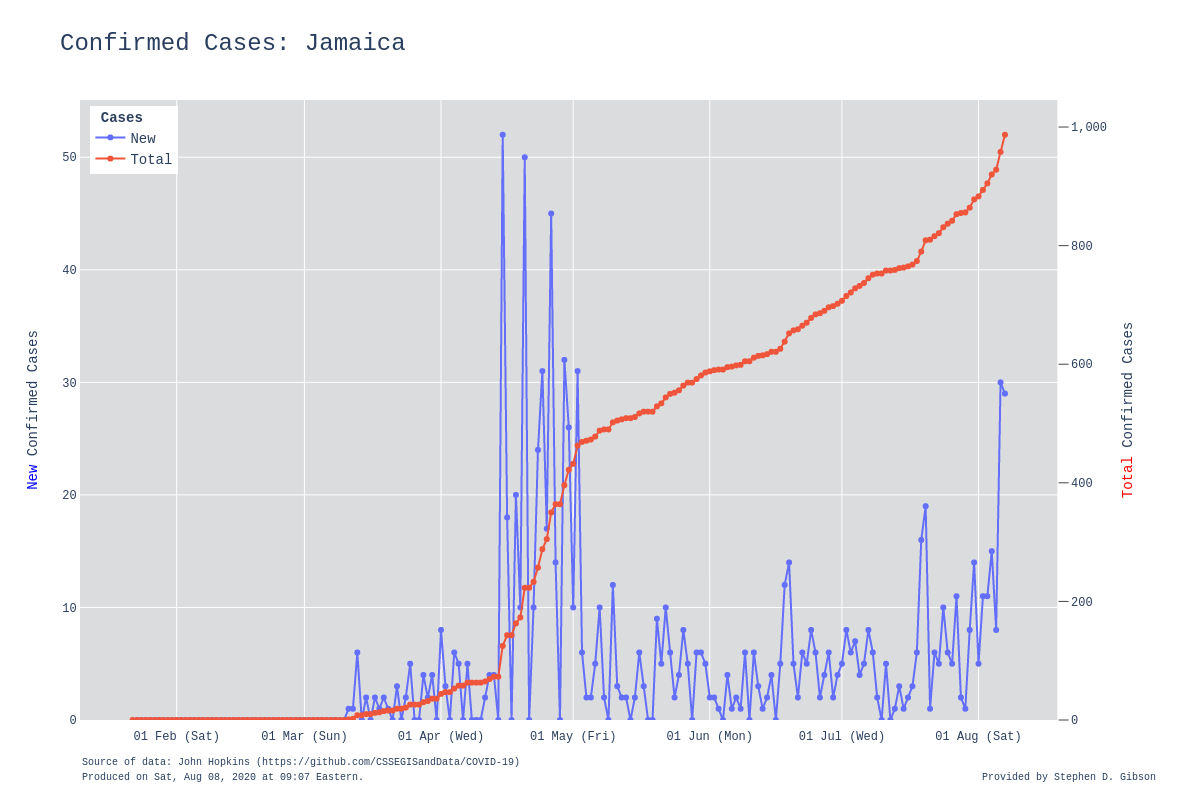 Confirmed Cases: Jamaica
Cases
New
Total
50
40
30
20
10
0
1,000
800
600
400
200
0
New Confirmed Cases
Total Confirmed Cases
01 Feb (Sat) 01 Mar (Sun) 01 Apr (Wed) 01 May (Fri) 01 Jun (Mon) 01 Jul (Wed) 01 Aug (Sat)
Source of data: John Hopkins (https://github.com/CSSEGISandData/COVID-19)
Produced on Sat, Aug 08, 2020 at 09:07 Eastern.
Provided by Stephen D. Gibson